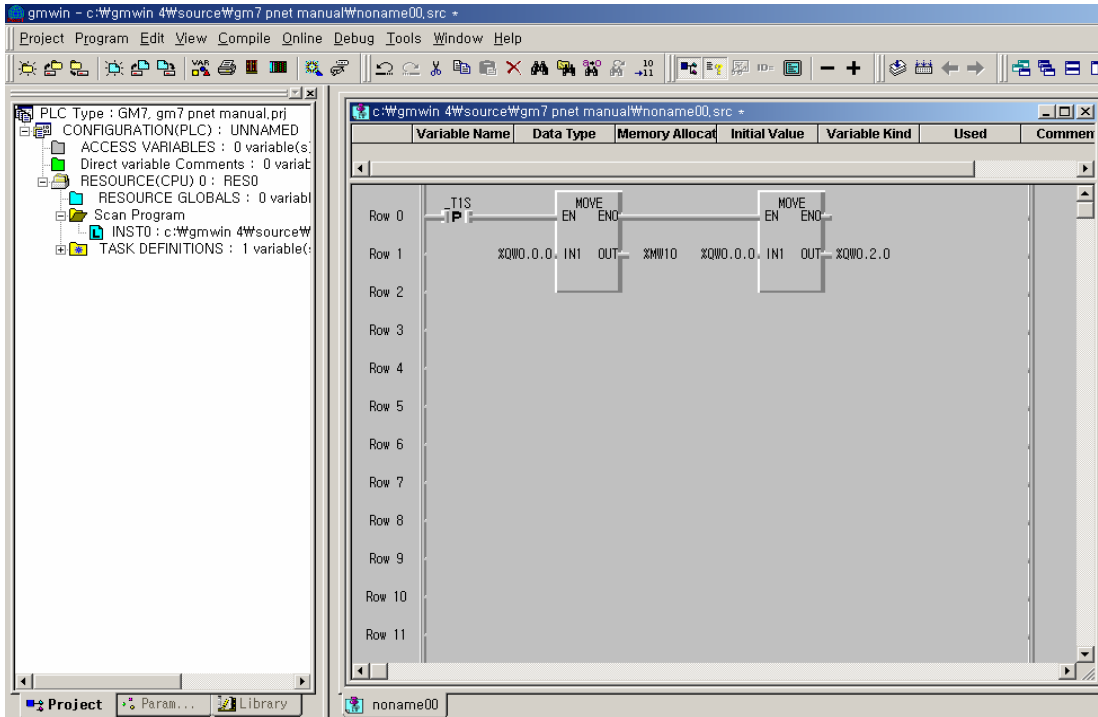 gmwin - c:₩gmwin 4₩source₩gm7 pnet manual₩noname00.src *
Project Program Edit View Compile Online Debug Tools Window Help
PLC Type : GM7, gm7 pnet manual.prj
CONFIGURATION(PLC) : UNNAMED
ACCESS VARIABLES : 0 variable(s)
Direct variable Comments : 0 variat
RESOURCE(CPU) 0 : RES0
RESOURCE GLOBALS : 0 variabl
Scan Program
INST0 : c:₩gmwin 4₩source₩
TASK DEFINITIONS : 1 variable(s
Project Param... Library
c:₩gmwin 4₩source₩gm7 pnet manual₩noname00.src *
Variable Name Data Type Memory Allocat Initial Value Variable Kind Used Commen
Row 0 _T1S P MOVE EN ENO MOVE EN ENO
Row 1 %QW0.0.0 IN1 OUT %MW10 %QW0.0.0 IN1 OUT %QW0.2.0
Row 2
Row 3
Row 4
Row 5
Row 6
Row 7
Row 8
Row 9
Row 10
Row 11
noname00